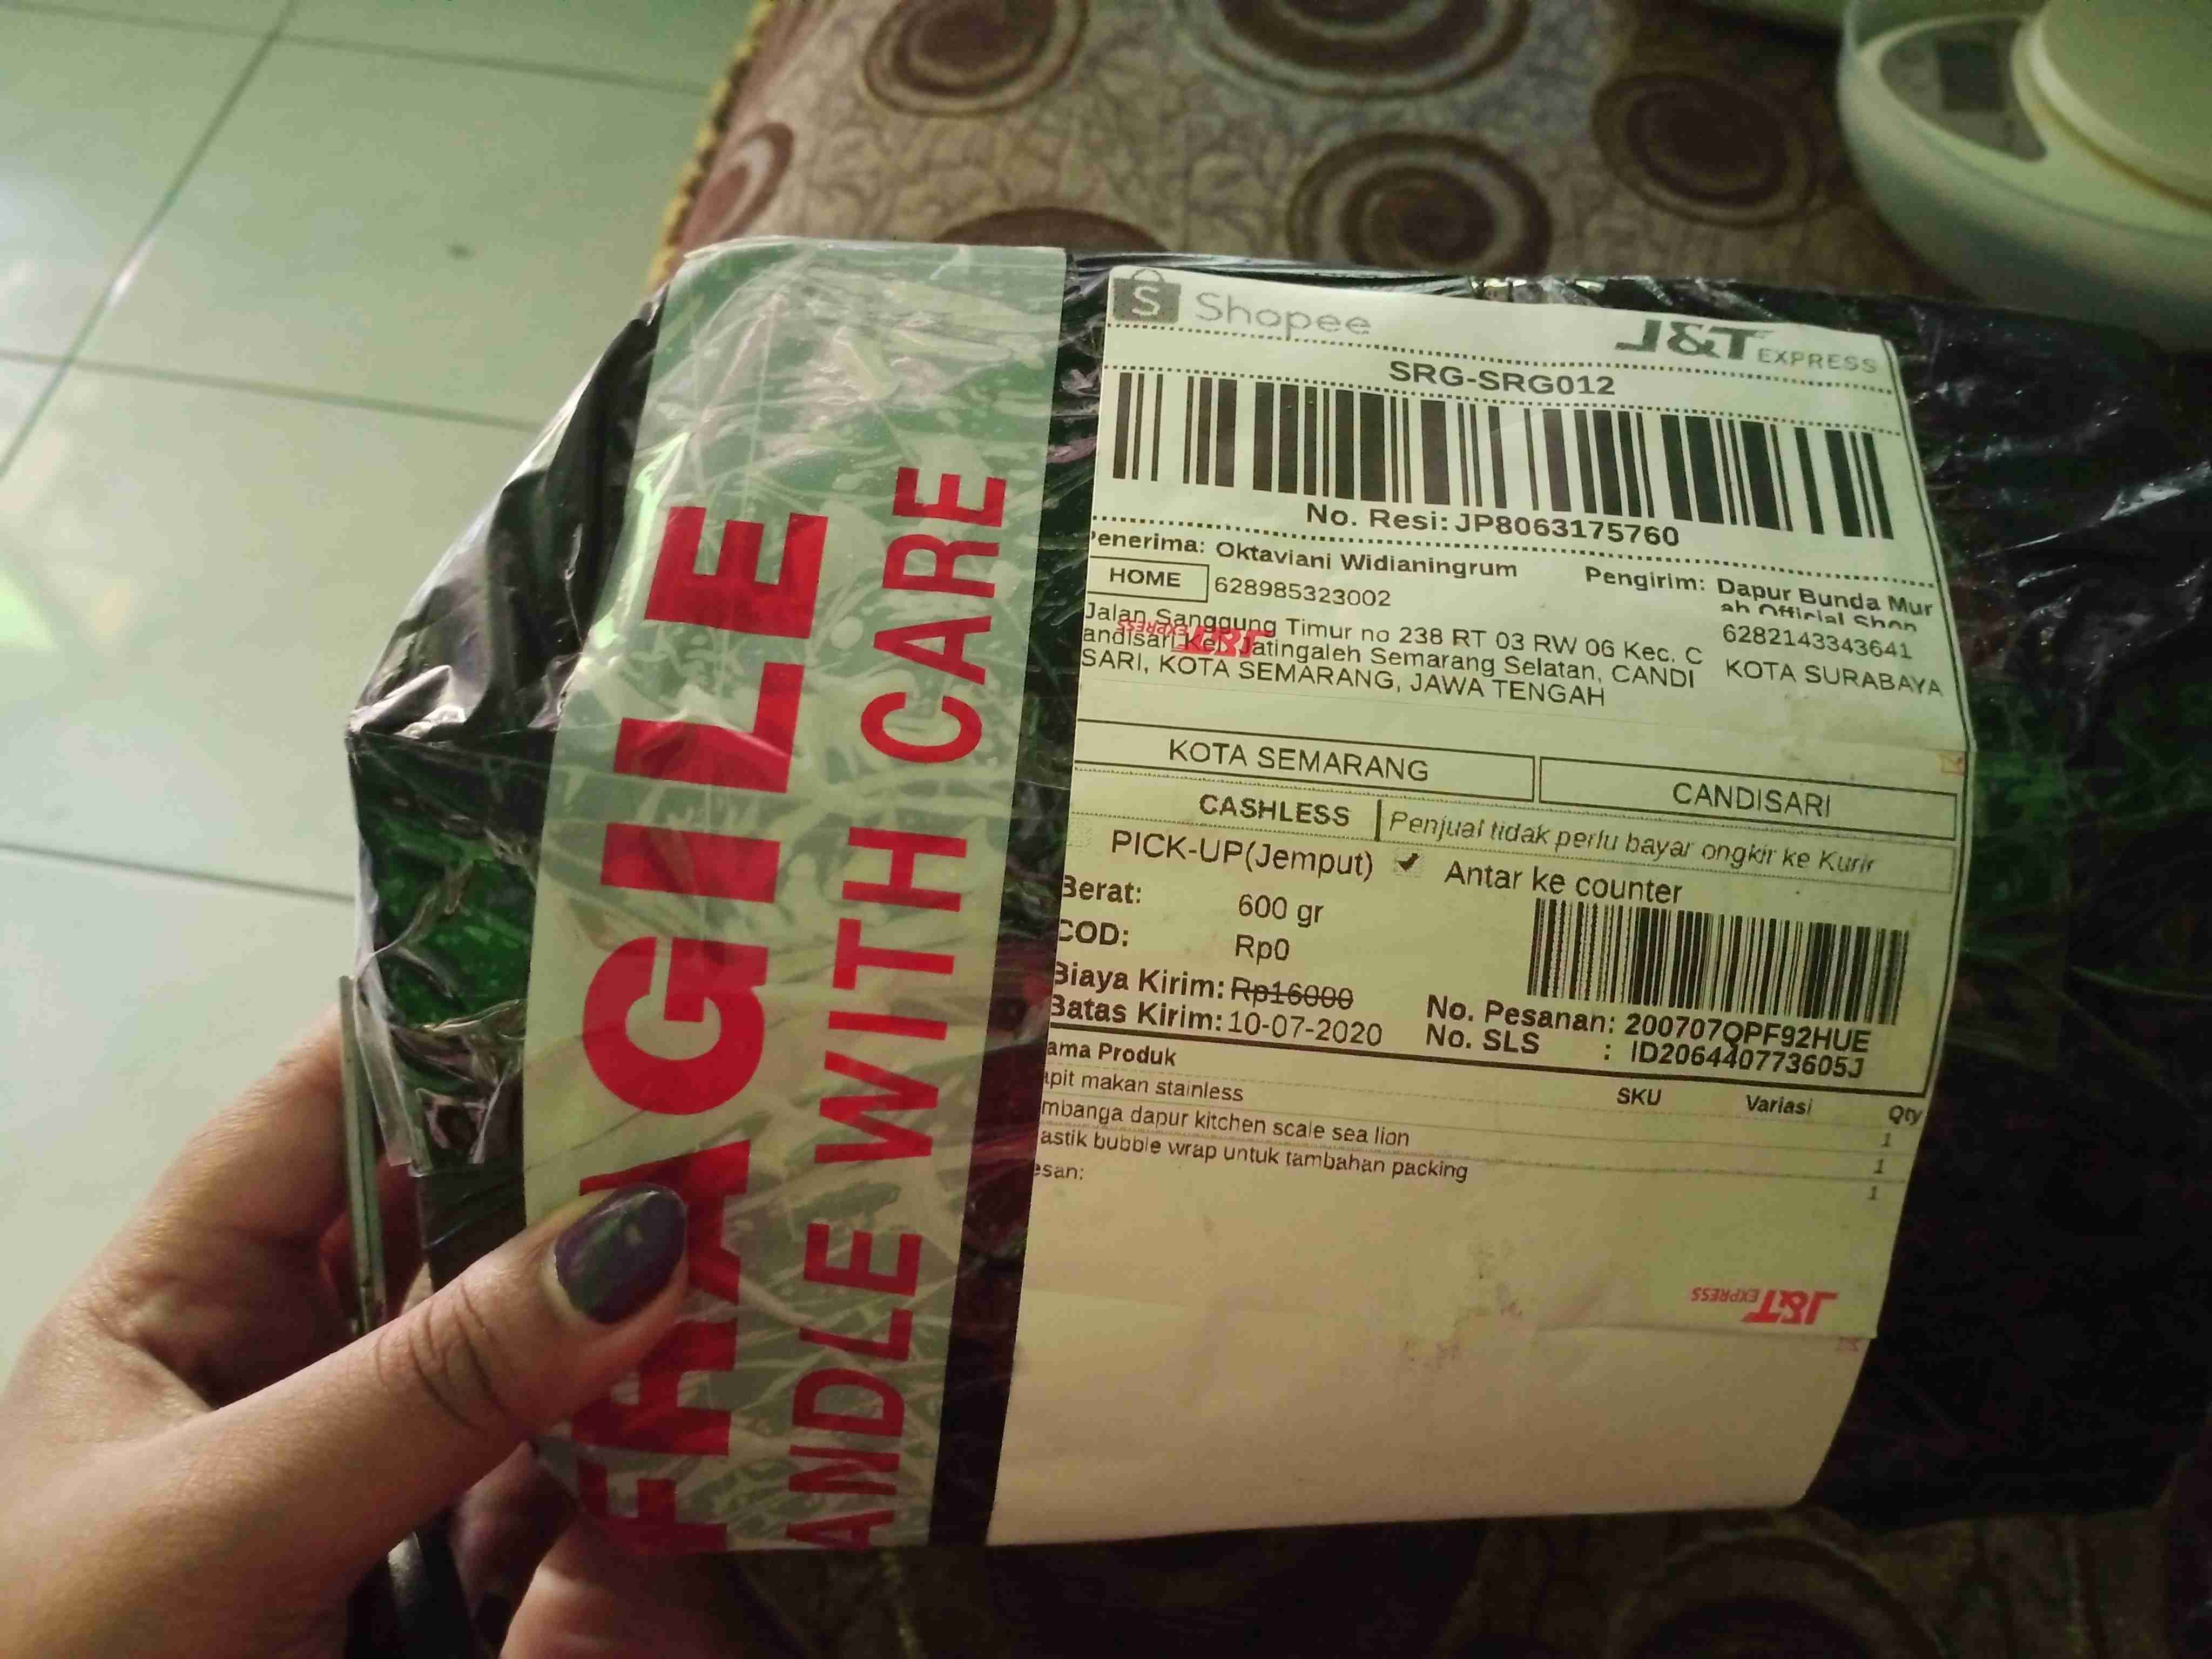 FRAGILE
ANDLE WITH CARE
S Shopee
J&T EXPRESS
SRG-SRG012
No. Resi: JP8063175760
Penerima: Oktaviani Widianingrum
Pengirim: Dapur Bunda Mur
ah Official Shop
HOME
628985323002
6282143343641
Jalan Sanggung Timur no 238 RT 03 RW 06 Kec. C
andisari Kel. Jatingaleh Semarang Selatan, CANDI
SARI, KOTA SEMARANG, JAWA TENGAH
KOTA SURABAYA
J&T EXPRESS
KOTA SEMARANG
CANDISARI
CASHLESS
Penjual tidak perlu bayar ongkir ke Kurir
PICK-UP(Jemput)
Antar ke counter
Berat: 600 gr
COD: Rp0
Biaya Kirim: Rp16000
Batas Kirim: 10-07-2020
No. Pesanan: 200707QPF92HUE
No. SLS : ID206440773605J
ama Produk SKU Variasi Qty
apit makan stainless 1
mbanga dapur kitchen scale sea lion 1
astik bubble wrap untuk tambahan packing 1
esan:
J&T EXPRESS